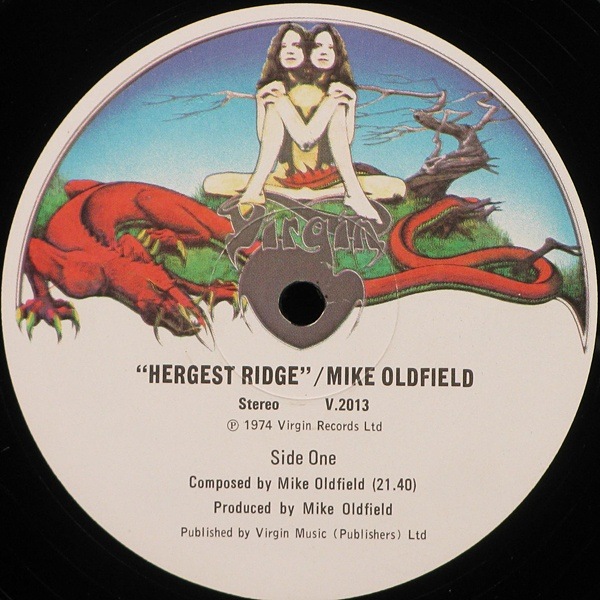 Virgin
"HERGEST RIDGE"/MIKE OLDFIELD
Stereo V.2013
℗ 1974 Virgin Records Ltd
Side One
Composed by Mike Oldfield (21.40)
Produced by Mike Oldfield
Published by Virgin Music (Publishers) Ltd